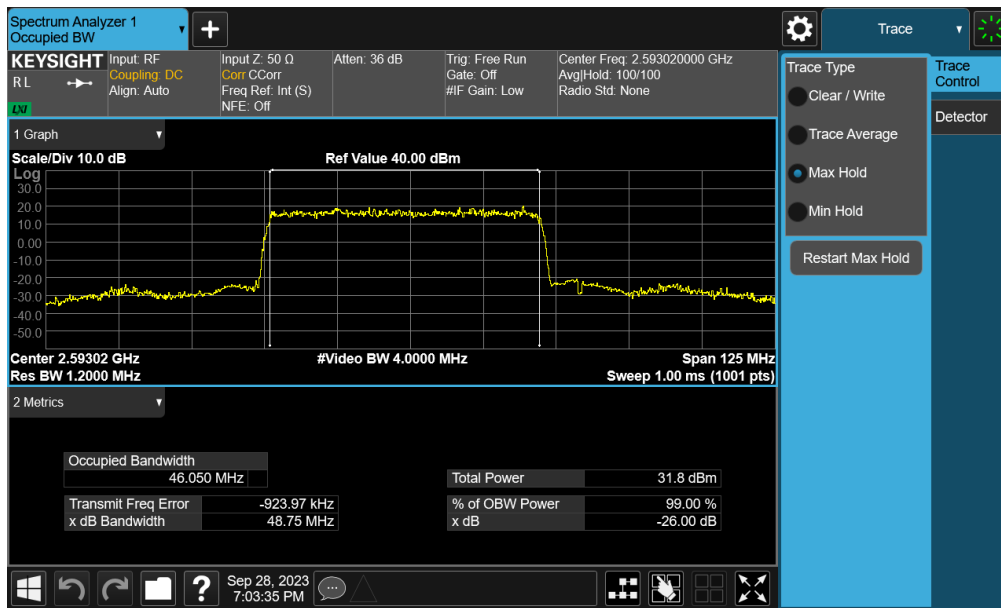 Spectrum Analyzer 1
Occupied BW
+
Trace
KEYSIGHT
R L
LXI
Input: RF
Coupling: DC
Align: Auto
Input Z: 50 Ω
Corr CCorr
Freq Ref: Int (S)
NFE: Off
Atten: 36 dB
Trig: Free Run
Gate: Off
#IF Gain: Low
Center Freq: 2.593020000 GHz
Avg|Hold: 100/100
Radio Std: None
Trace Type
Clear / Write
Trace Average
Max Hold
Min Hold
Restart Max Hold
Trace
Control
Detector
1 Graph
Scale/Div 10.0 dB
Ref Value 40.00 dBm
Log
30.0
20.0
10.0
0.00
-10.0
-20.0
-30.0
-40.0
-50.0
Center 2.59302 GHz
#Video BW 4.0000 MHz
Span 125 MHz
Res BW 1.2000 MHz
Sweep 1.00 ms (1001 pts)
2 Metrics
Occupied Bandwidth
46.050 MHz
Total Power 31.8 dBm
Transmit Freq Error -923.97 kHz
% of OBW Power 99.00 %
x dB Bandwidth 48.75 MHz
x dB -26.00 dB
?
Sep 28, 2023
7:03:35 PM